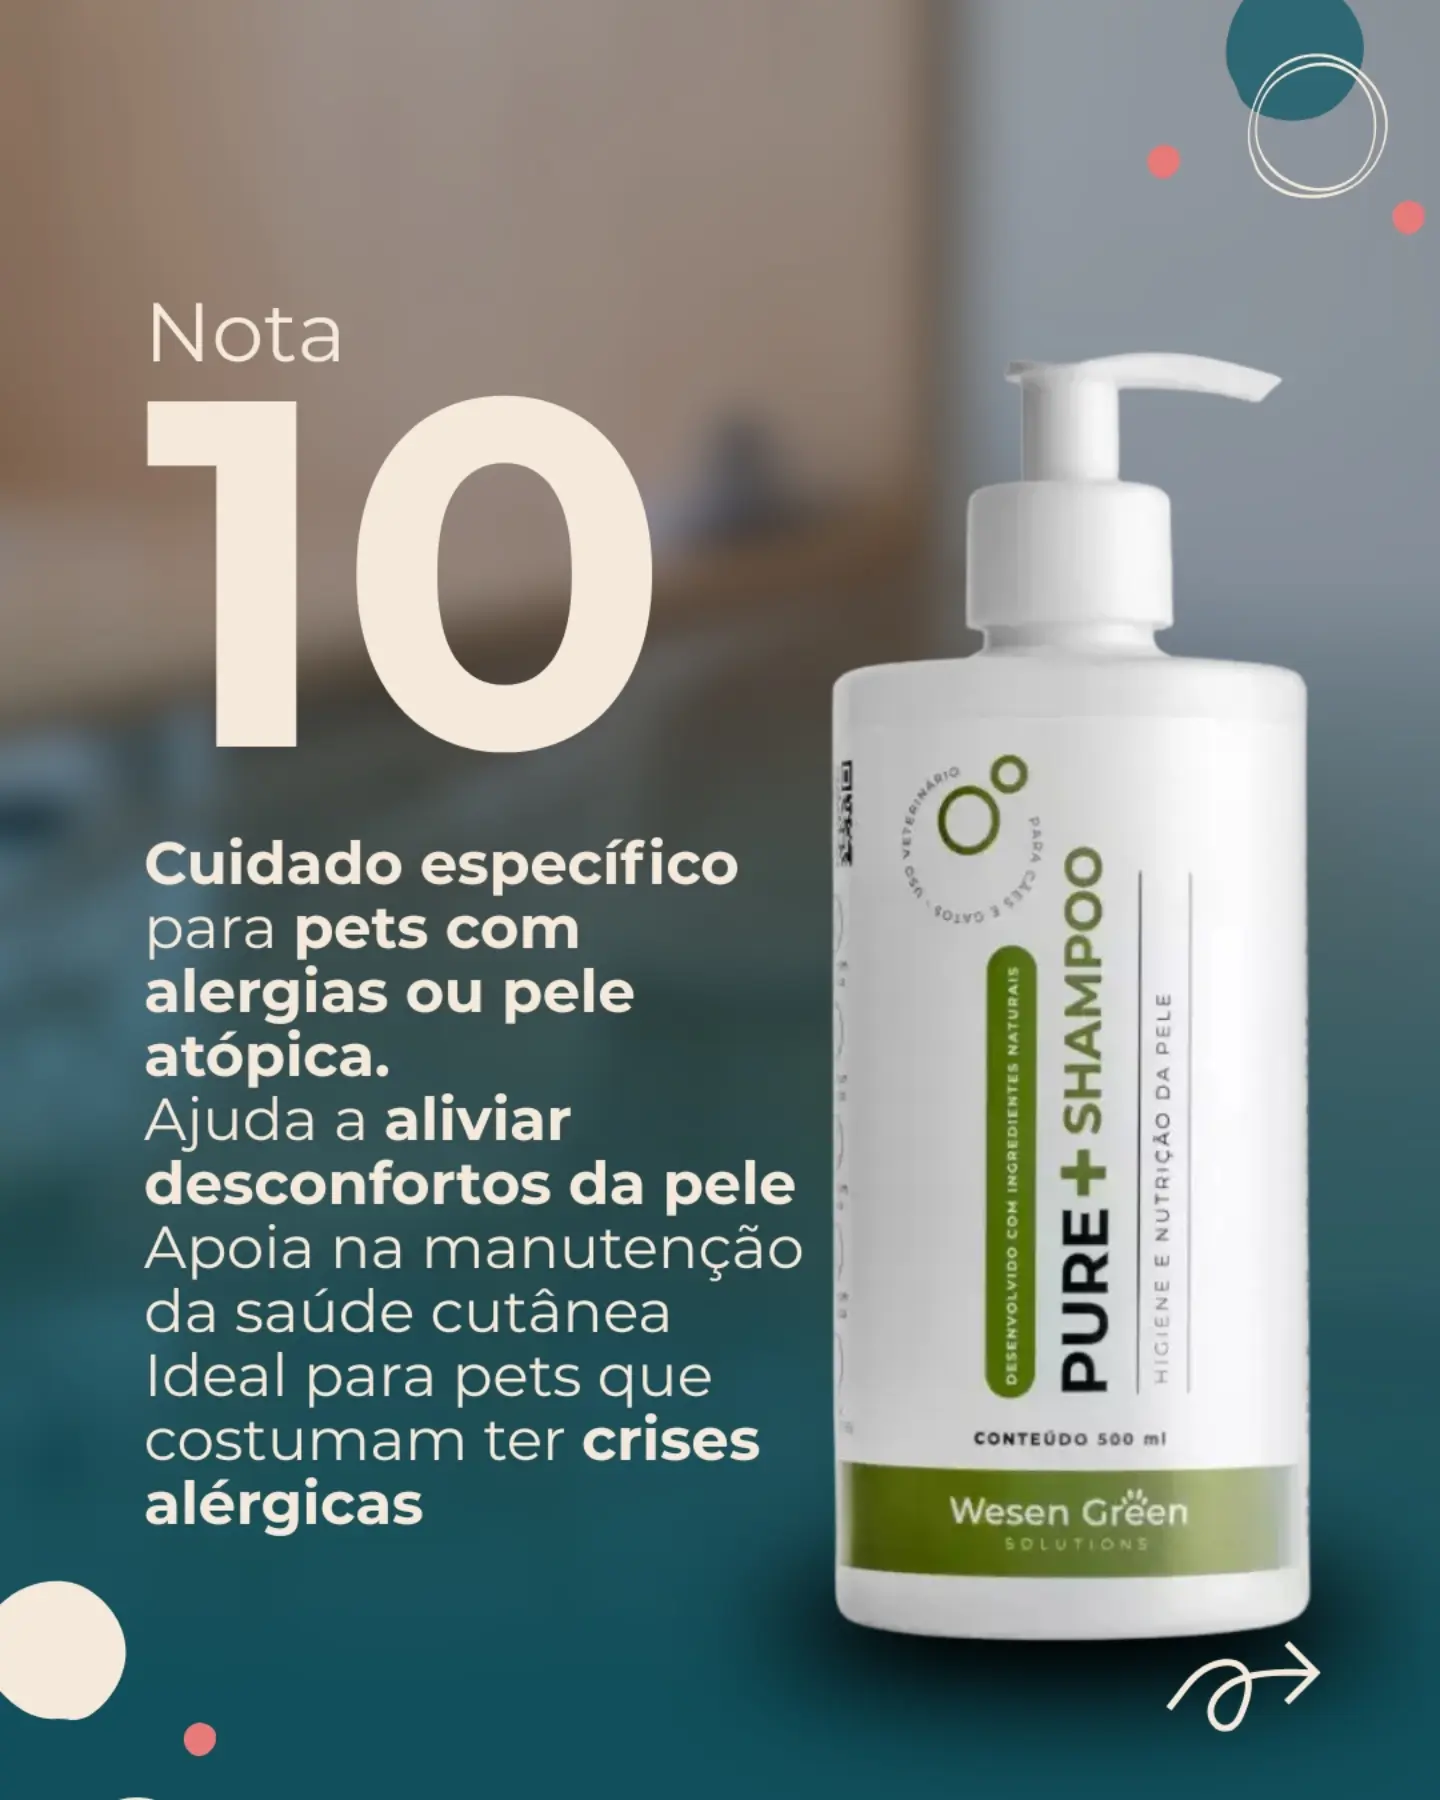 Nota
10
Cuidado específico
para pets com
alergias ou pele
atópica.
Ajuda a aliviar
desconfortos da pele
Apoia na manutenção
da saúde cutânea
Ideal para pets que
costumam ter crises
alérgicas
USO VETERINÁRIO PARA CÃES E GATOS -
DESENVOLVIDO COM INGREDIENTES NATURAIS
PURE+SHAMPOO
HIGIENE E NUTRIÇÃO DA PELE
CONTEÚDO 500 ml
Wesen Green
SOLUTIONS